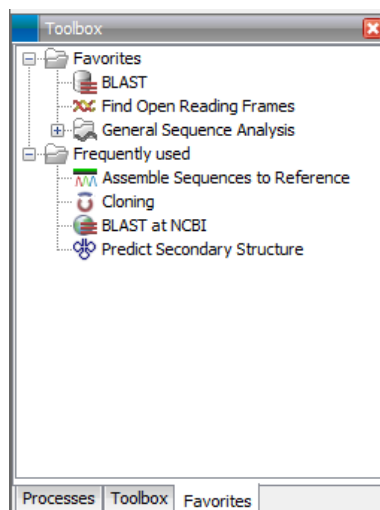 Toolbox
Favorites
BLAST
Find Open Reading Frames
General Sequence Analysis
Frequently used
Assemble Sequences to Reference
Cloning
BLAST at NCBI
Predict Secondary Structure
Processes Toolbox Favorites